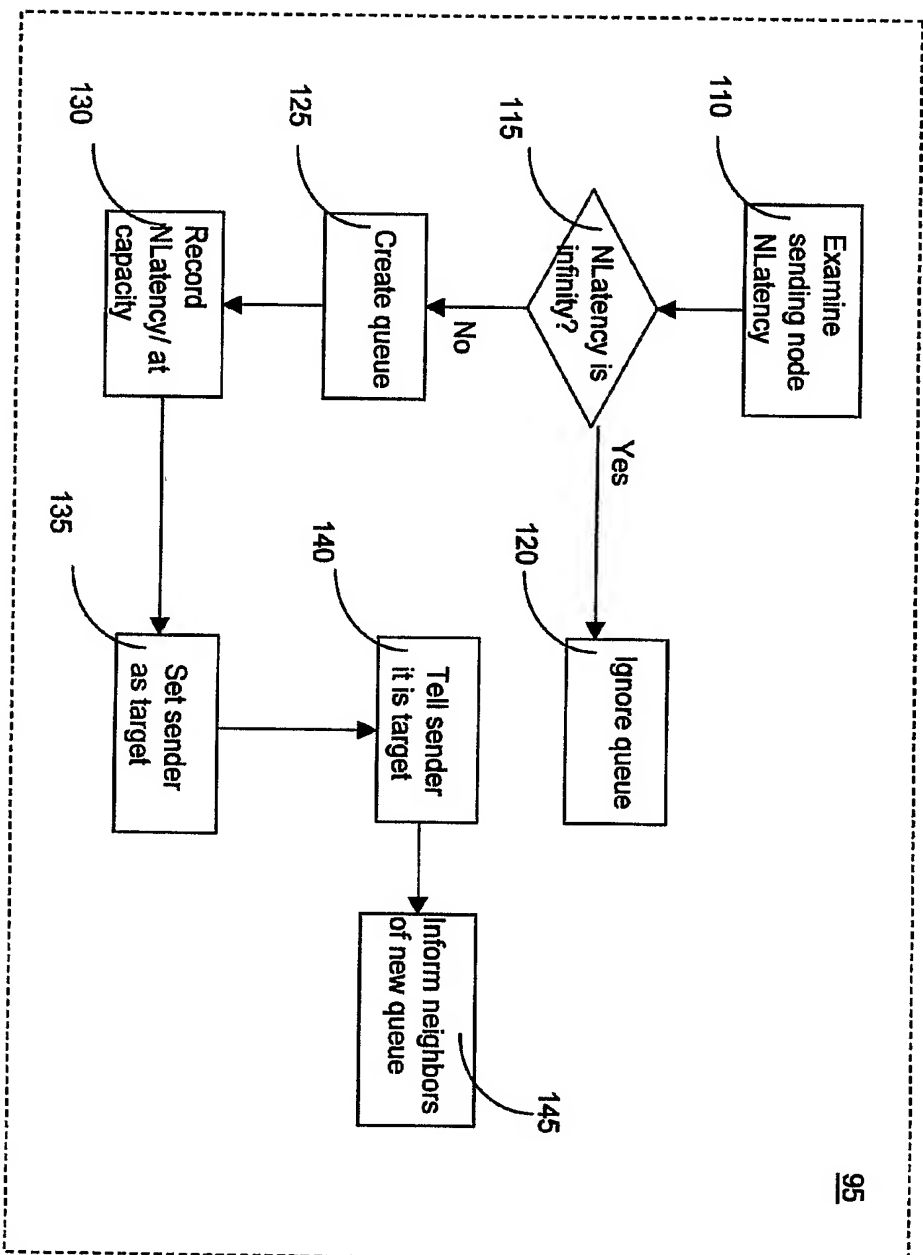 95
110
Examine
sending node
NLatency
115
NLatency is
infinity?
Yes
No
120
Ignore queue
125
Create queue
130
Record
NLatency/ at
capacity
135
Set sender
as target
140
Tell sender
it is target
145
Inform neighbors
of new queue